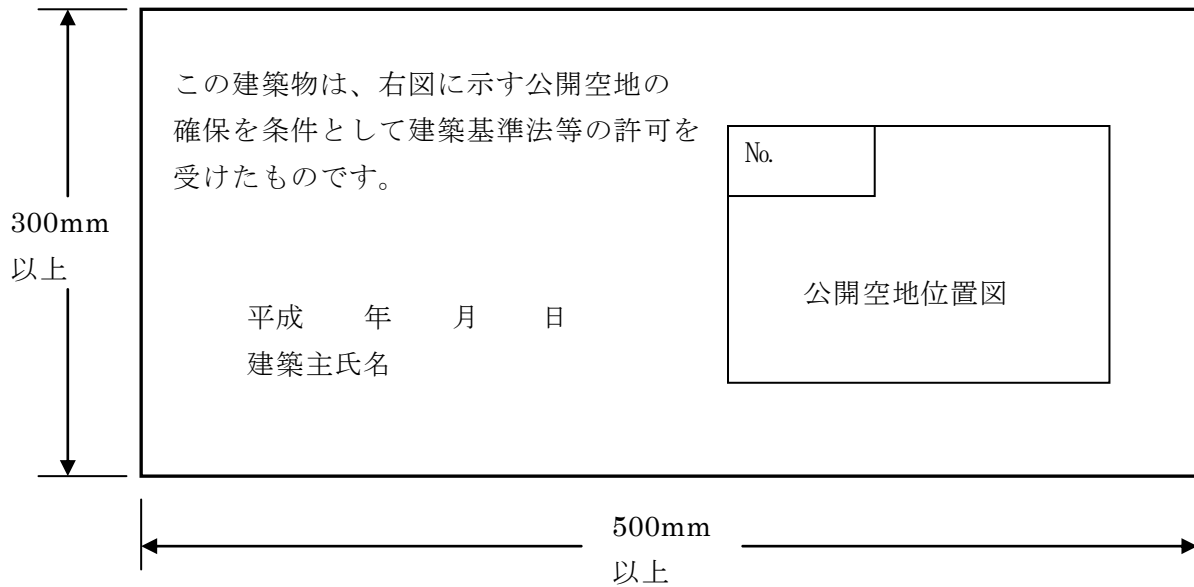 この建築物は、右図に示す公開空地の
確保を条件として建築基準法等の許可を
受けたものです。
№
300mm
以上
公開空地位置図
平成　　年　　月　　日
建築主氏名
500mm
以上